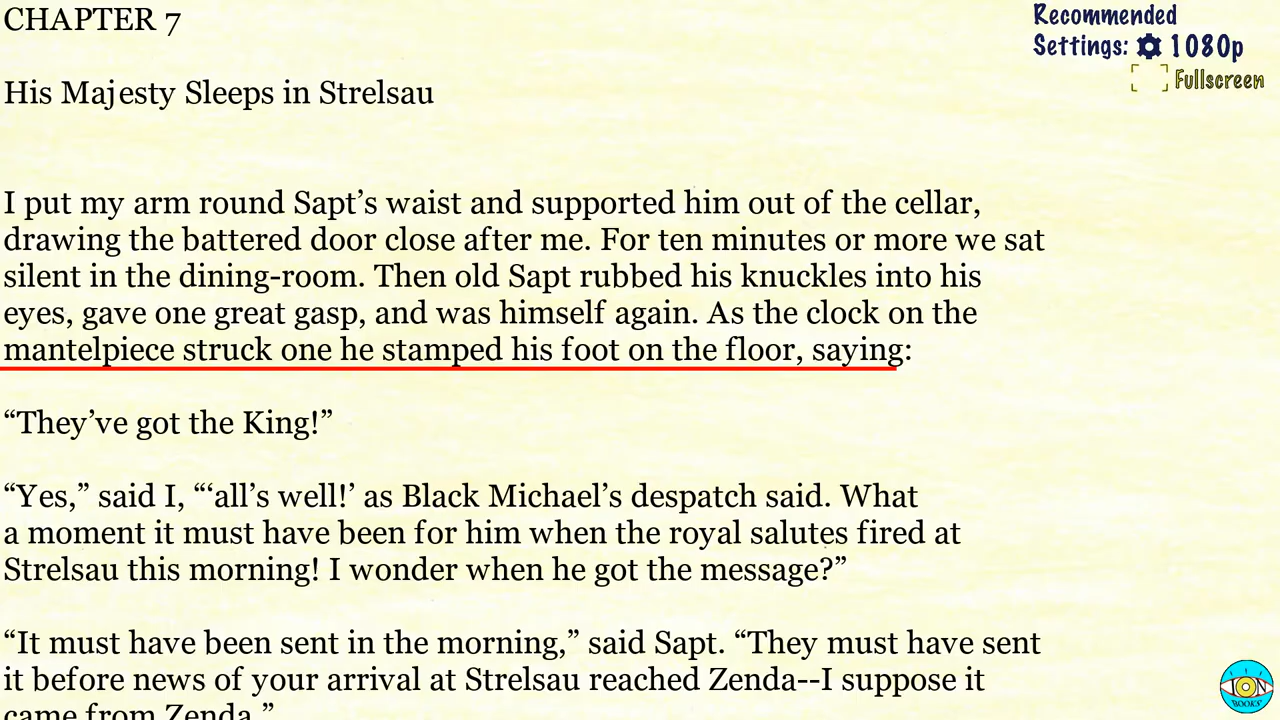 CHAPTER 7
Recommended
Settings: 1080p
Fullscreen
His Majesty Sleeps in Strelsau
I put my arm round Sapt’s waist and supported him out of the cellar,
drawing the battered door close after me. For ten minutes or more we sat
silent in the dining-room. Then old Sapt rubbed his knuckles into his
eyes, gave one great gasp, and was himself again. As the clock on the
mantelpiece struck one he stamped his foot on the floor, saying:
“They’ve got the King!”
“Yes,” said I, “‘all’s well!’ as Black Michael’s despatch said. What
a moment it must have been for him when the royal salutes fired at
Strelsau this morning! I wonder when he got the message?”
“It must have been sent in the morning,” said Sapt. “They must have sent
it before news of your arrival at Strelsau reached Zenda--I suppose it
came from Zenda.”
ION
BOOKS